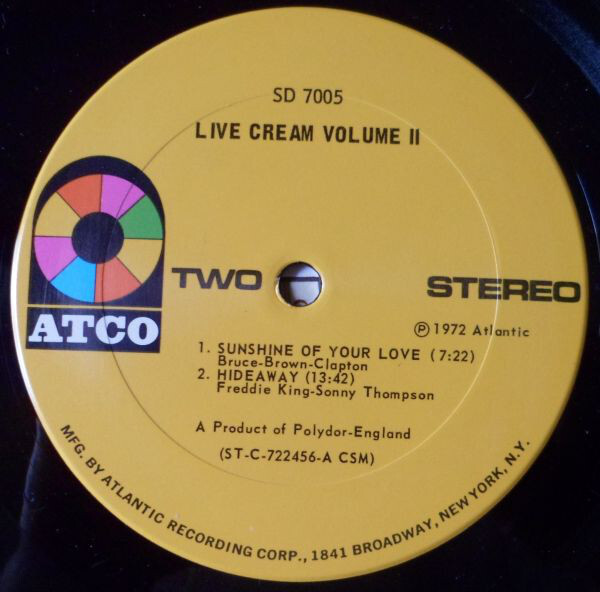 SD 7005
LIVE CREAM VOLUME II
ATCO
TWO
STEREO
Ⓟ 1972 Atlantic
1. SUNSHINE OF YOUR LOVE (7:22)
Bruce-Brown-Clapton
2. HIDEAWAY (13:42)
Freddie King-Sonny Thompson
A Product of Polydor-England
(ST-C-722456-A CSM)
MFG. BY ATLANTIC RECORDING CORP., 1841 BROADWAY, NEW YORK, N.Y.